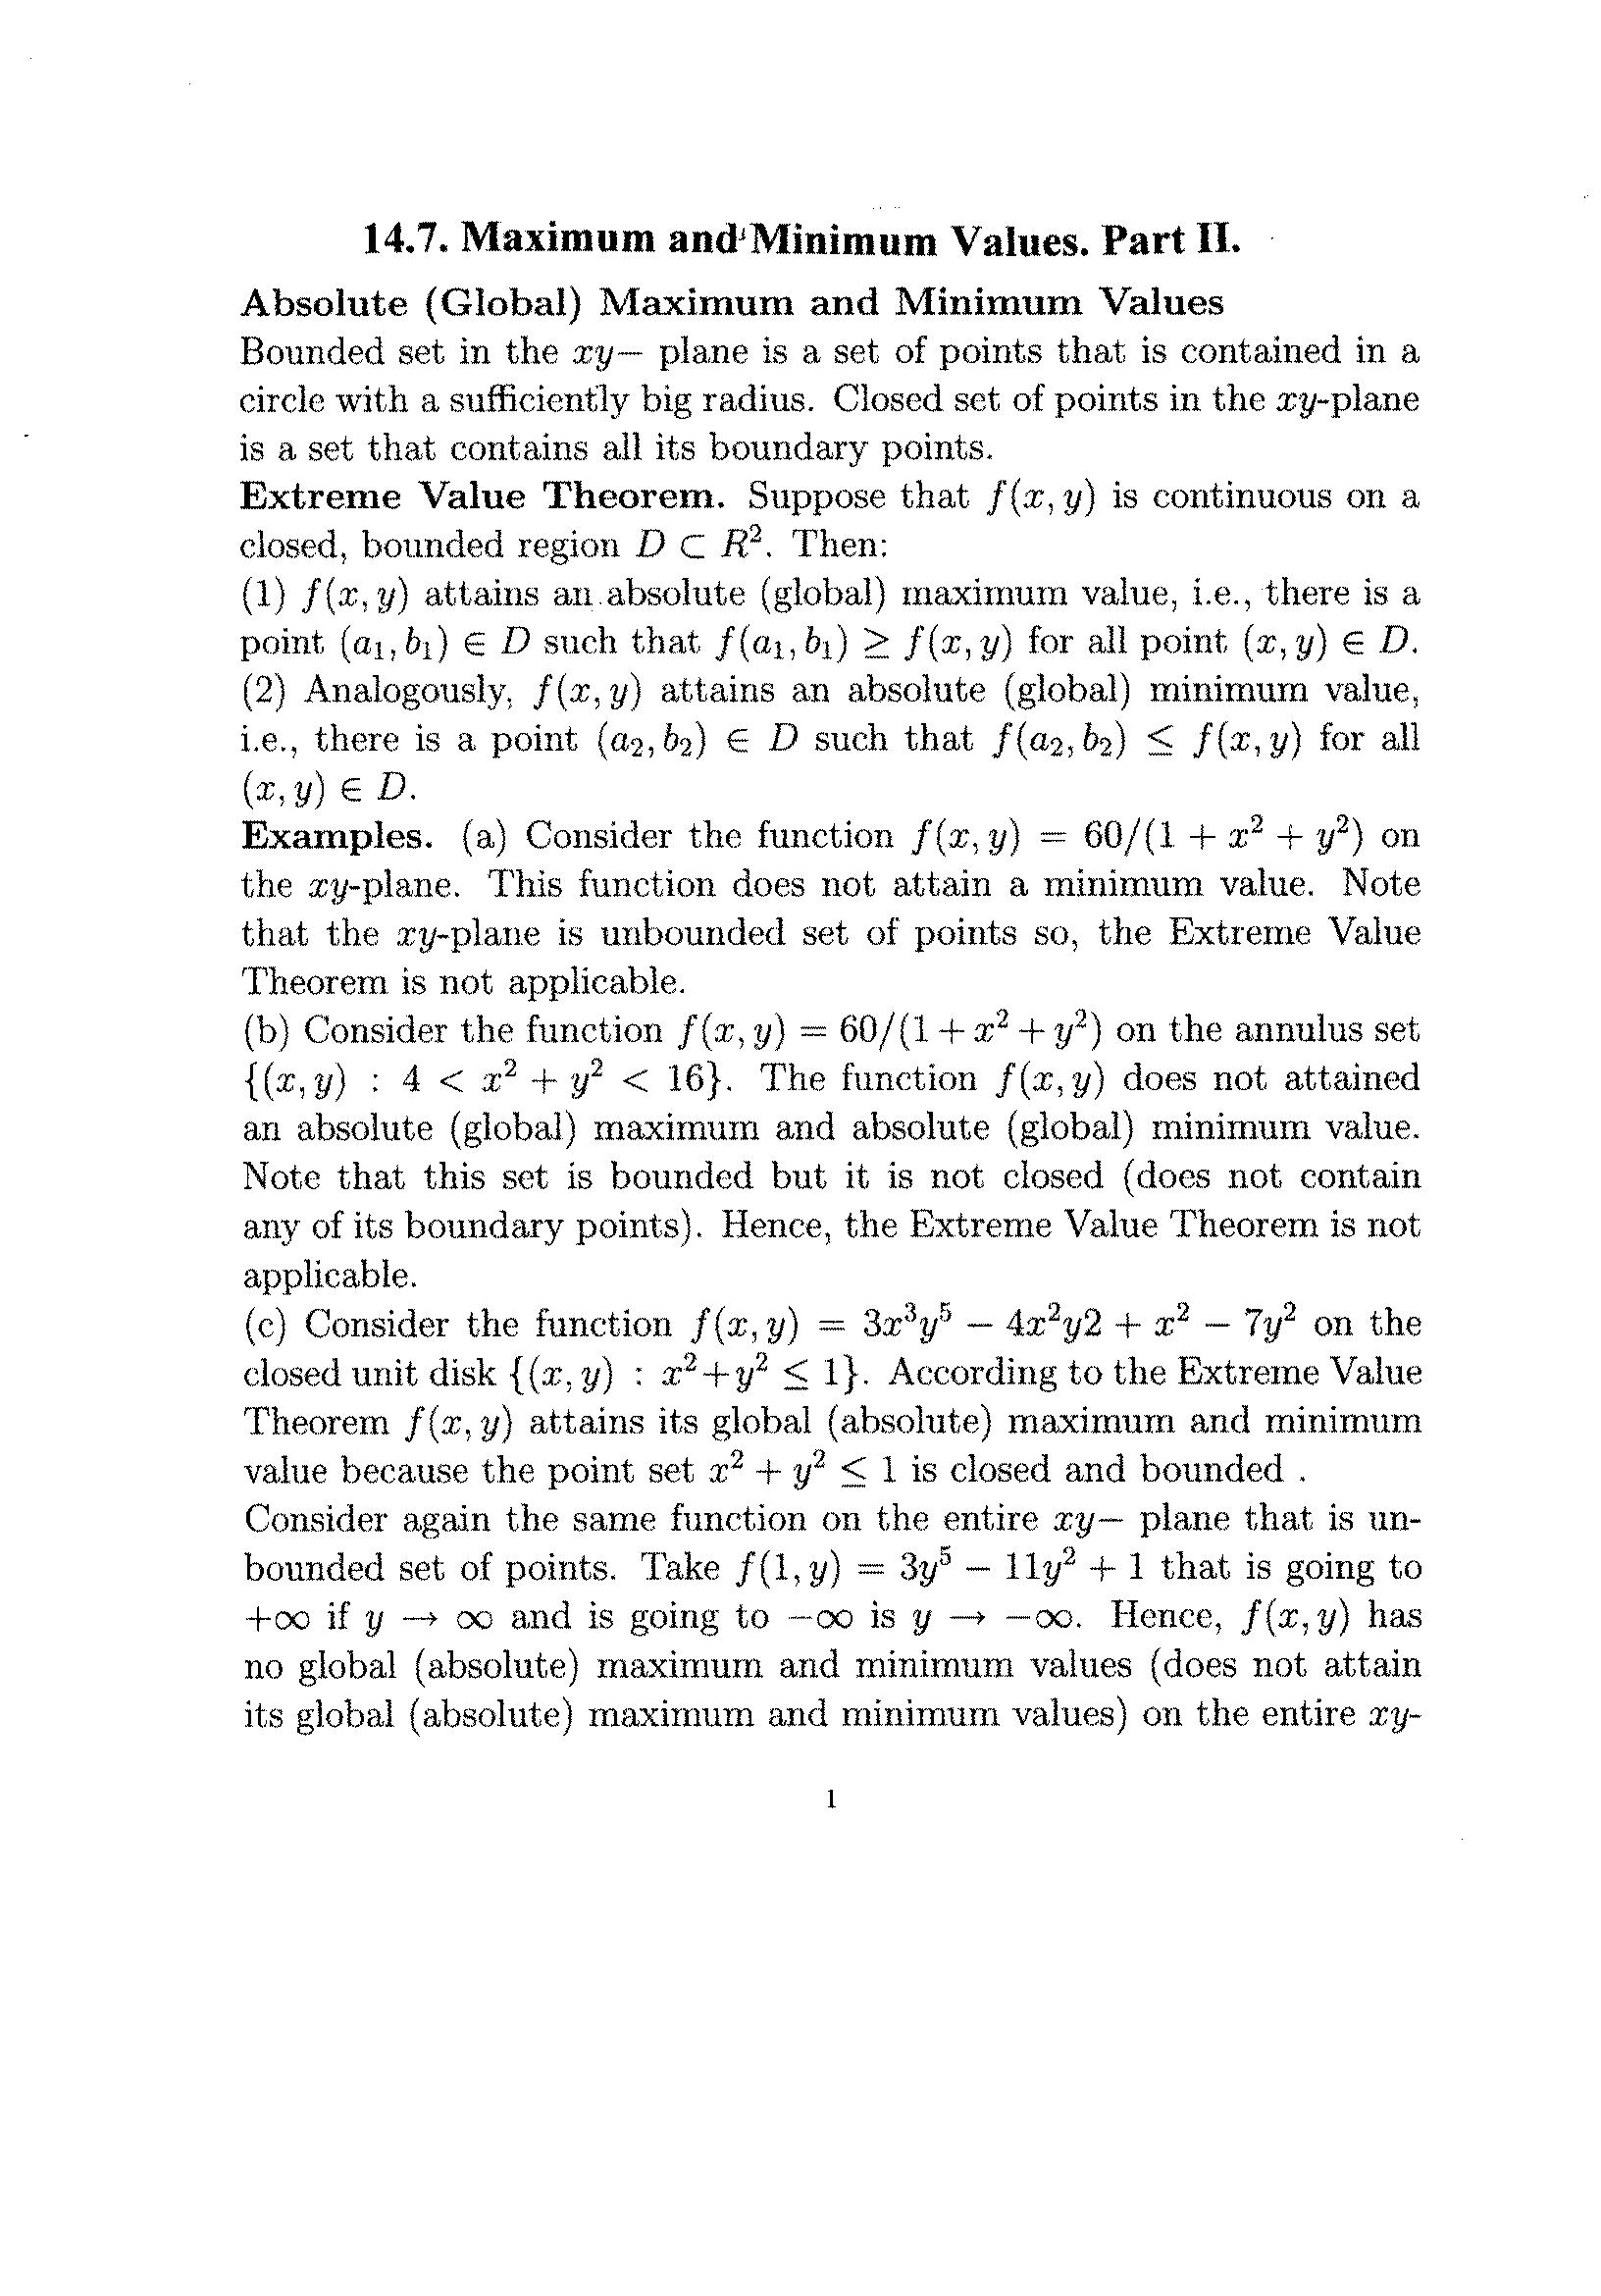 14.7. Maximum and Minimum Values. Part II.
Absolute (Global) Maximum and Minimum Values
Bounded set in the xy− plane is a set of points that is contained in a
circle with a sufficiently big radius. Closed set of points in the xy-plane
is a set that contains all its boundary points.
Extreme Value Theorem. Suppose that f(x, y) is continuous on a
closed, bounded region D ⊂ R². Then:
(1) f(x, y) attains an absolute (global) maximum value, i.e., there is a
point (a₁, b₁) ∈ D such that f(a₁, b₁) ≥ f(x, y) for all point (x, y) ∈ D.
(2) Analogously, f(x, y) attains an absolute (global) minimum value,
i.e., there is a point (a₂, b₂) ∈ D such that f(a₂, b₂) ≤ f(x, y) for all
(x, y) ∈ D.
Examples. (a) Consider the function f(x, y) = 60/(1 + x² + y²) on
the xy-plane. This function does not attain a minimum value. Note
that the xy-plane is unbounded set of points so, the Extreme Value
Theorem is not applicable.
(b) Consider the function f(x, y) = 60/(1 + x² + y²) on the annulus set
{(x, y) : 4 < x² + y² < 16}. The function f(x, y) does not attained
an absolute (global) maximum and absolute (global) minimum value.
Note that this set is bounded but it is not closed (does not contain
any of its boundary points). Hence, the Extreme Value Theorem is not
applicable.
(c) Consider the function f(x, y) = 3x³y⁵ − 4x²y2 + x² − 7y² on the
closed unit disk {(x, y) : x² + y² ≤ 1}. According to the Extreme Value
Theorem f(x, y) attains its global (absolute) maximum and minimum
value because the point set x² + y² ≤ 1 is closed and bounded .
Consider again the same function on the entire xy− plane that is un-
bounded set of points. Take f(1, y) = 3y⁵ − 11y² + 1 that is going to
+∞ if y → ∞ and is going to −∞ is y → −∞. Hence, f(x, y) has
no global (absolute) maximum and minimum values (does not attain
its global (absolute) maximum and minimum values) on the entire xy-
1